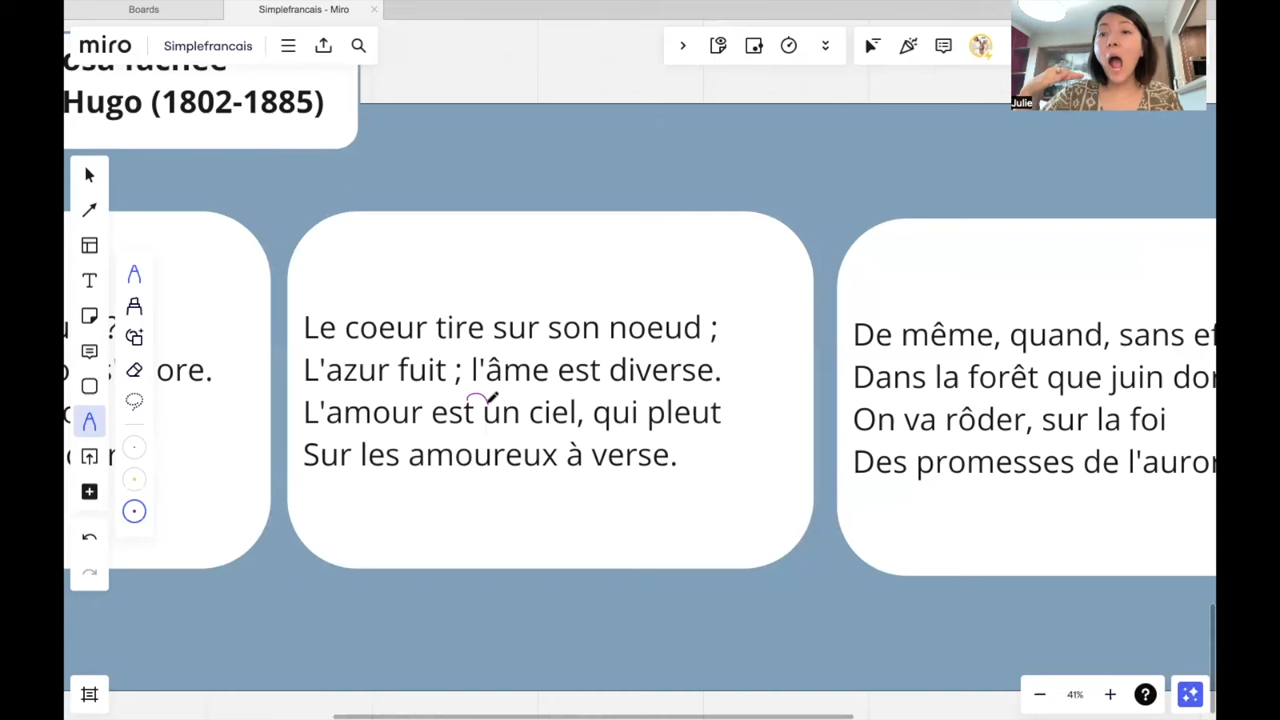 Boards
Simplefrancais - Miro
miro
Simplefrancais
Hugo (1802-1885)
Julie
ore.
Le coeur tire sur son noeud ;
L'azur fuit ; l'âme est diverse.
L'amour est un ciel, qui pleut
Sur les amoureux à verse.
De même, quand, sans
Dans la forêt que juin
On va rôder, sur la foi
Des promesses de
41%